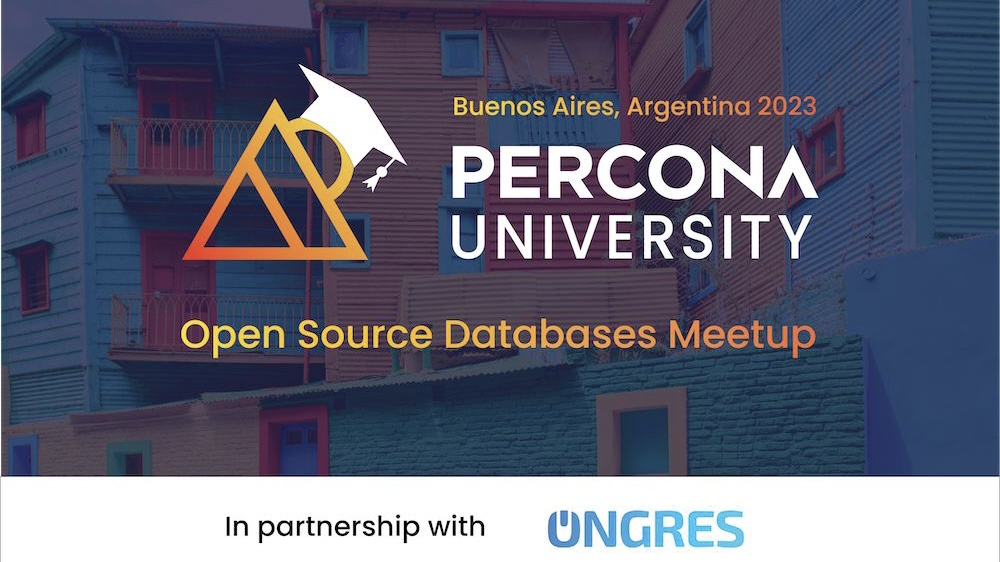 Buenos Aires, Argentina 2023
PERCONA
UNIVERSITY
Open Source Databases Meetup
In partnership with
ONGRES